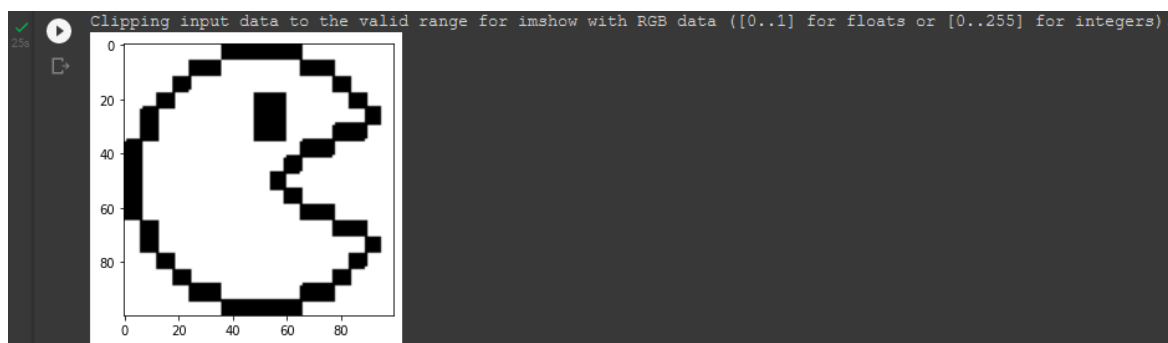 Clipping input data to the valid range for imshow with RGB data ([0..1] for floats or [0..255] for integers)
25s
0
20
40
60
80
0 20 40 60 80